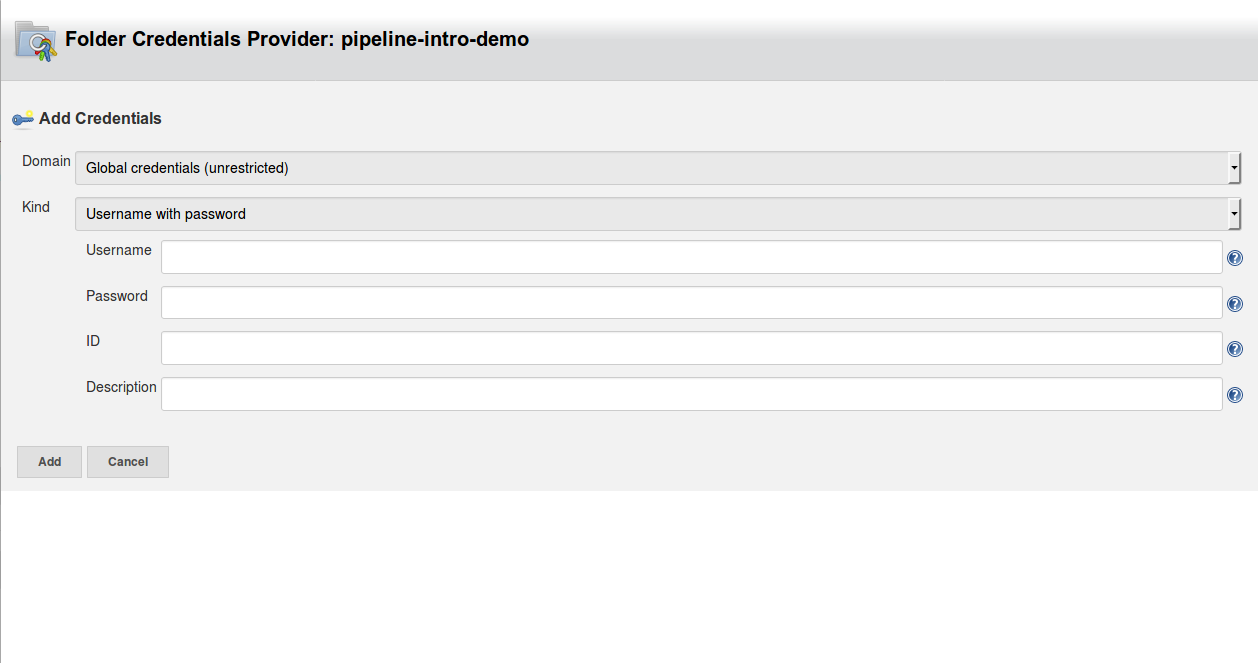 Folder Credentials Provider: pipeline-intro-demo
Add Credentials
Domain Global credentials (unrestricted)
Kind Username with password
Username
Password
ID
Description
Add Cancel